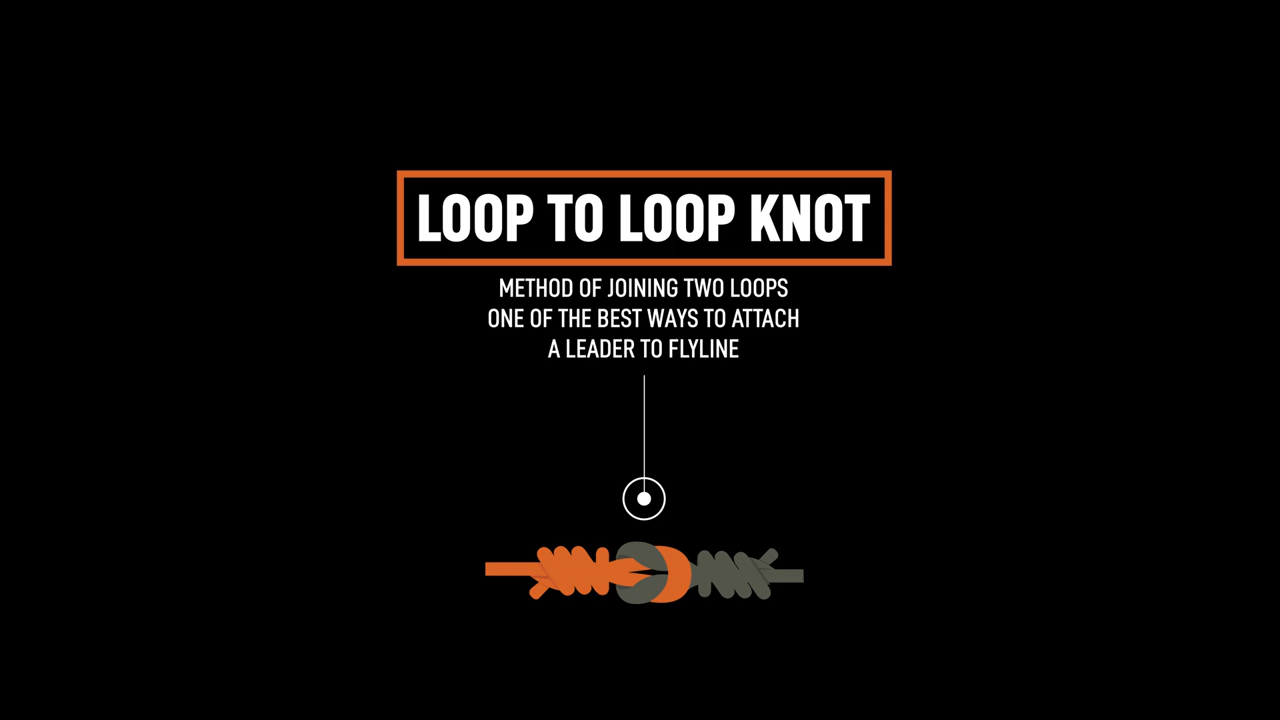 LOOP TO LOOP KNOT
METHOD OF JOINING TWO LOOPS
ONE OF THE BEST WAYS TO ATTACH
A LEADER TO FLYLINE